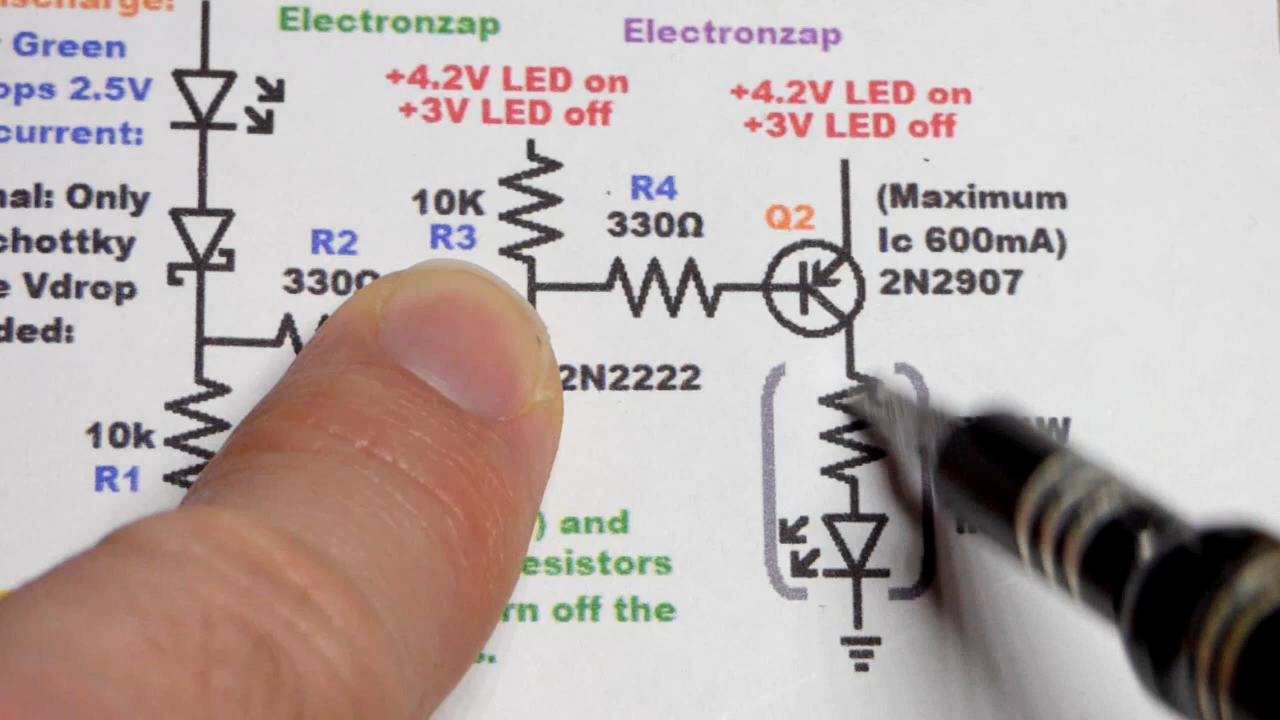 scharge:
Green
ops 2.5V
current:
nal: Only
chottky
e Vdrop
ded:
Electronzap
+4.2V LED on
+3V LED off
Electronzap
+4.2V LED on
+3V LED off
10K
R3
R2
330Ω
R4
330Ω
Q2
(Maximum
Ic 600mA)
2N2907
2N2222
10k
R1
) and
esistors
rn off the